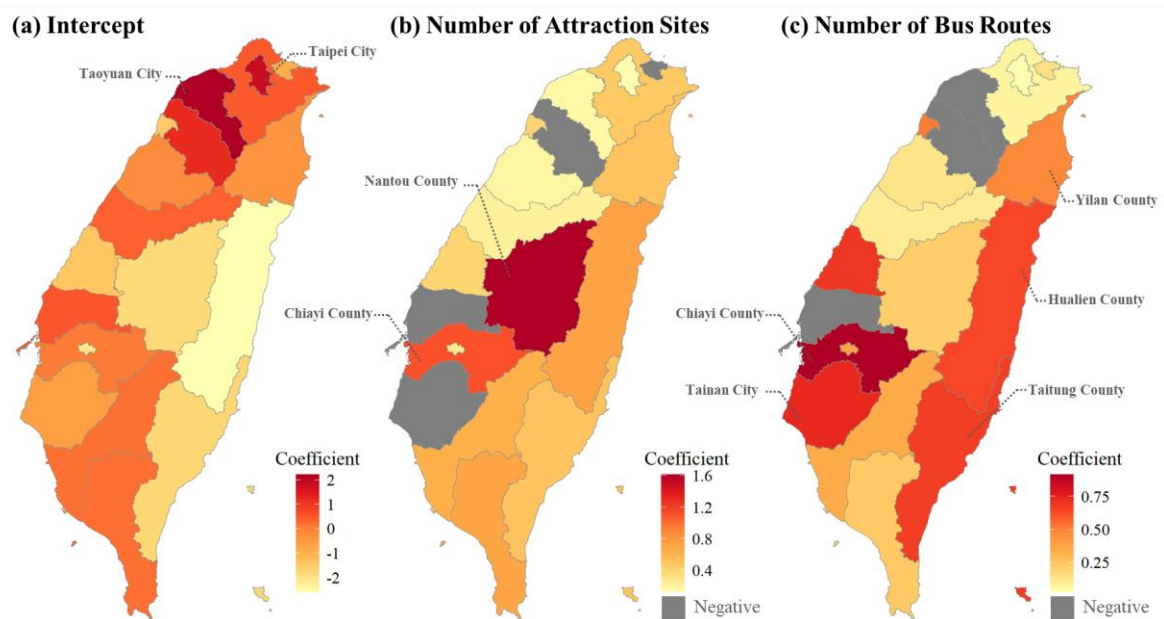 (a) Intercept
Taipei City
Taoyuan City
Coefficient
2
1
0
-1
-2
(b) Number of Attraction Sites
Nantou County
Chiayi County
Coefficient
1.6
1.2
0.8
0.4
Negative
(c) Number of Bus Routes
Yilan County
Hualien County
Chiayi County
Tainan City
Taitung County
Coefficient
0.75
0.50
0.25
Negative